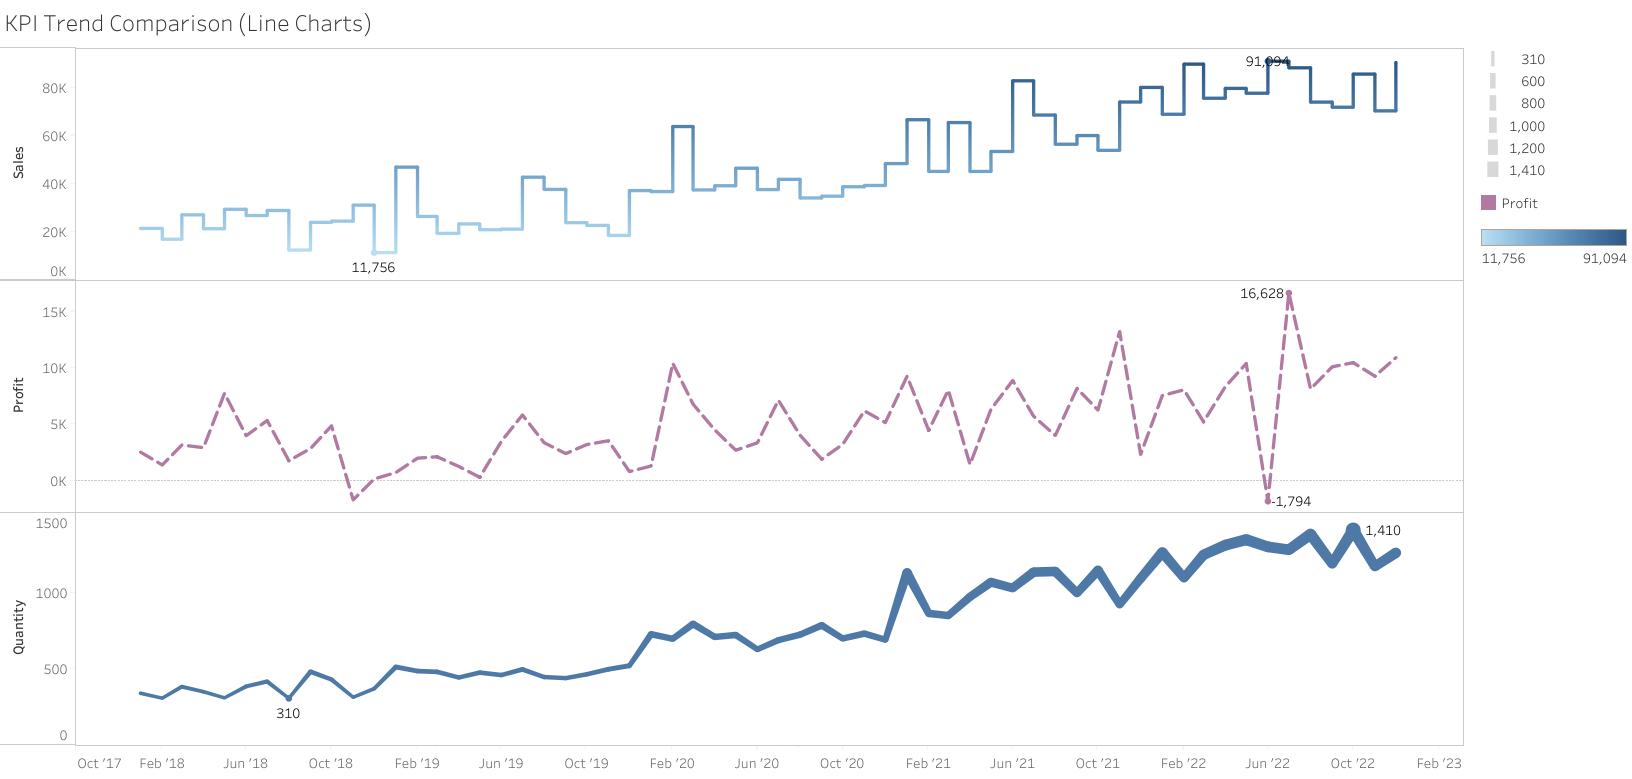 KPI Trend Comparison (Line Charts)
Sales
80K
60K
40K
20K
0K
91,094
11,756
Profit
15K
10K
5K
0K
16,628
-1,794
Quantity
1500
1000
500
0
1,410
310
Oct '17 Feb '18 Jun '18 Oct '18 Feb '19 Jun '19 Oct '19 Feb '20 Jun '20 Oct '20 Feb '21 Jun '21 Oct '21 Feb '22 Jun '22 Oct '22 Feb '23
310
600
800
1,000
1,200
1,410
Profit
11,756 91,094